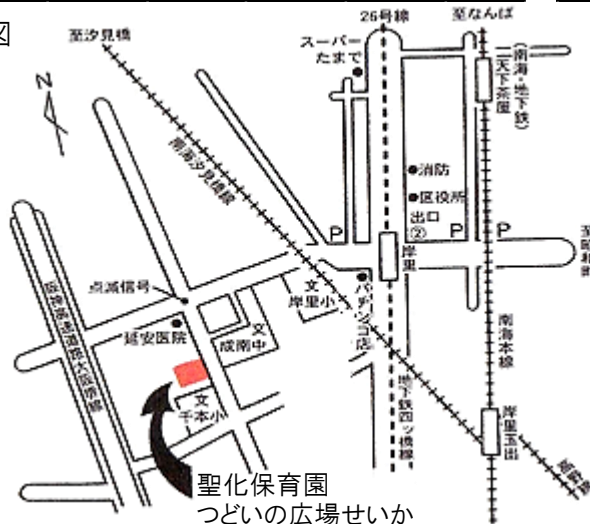 図
至汐見橋
26号線
至なんば
スーパー
たまで
(南海・地下鉄)
天下茶屋
N
南海汐見橋線
消防
区役所
出口
②
P
P
P
岸里
至昭和町
点滅信号
文
岸里小
パチンコ店
延安医院
文
成南中
南海本線
阪神高速道路大阪堺線
文
千本小
地下鉄四ッ橋線
岸里玉出
聖化保育園
つどいの広場せいか